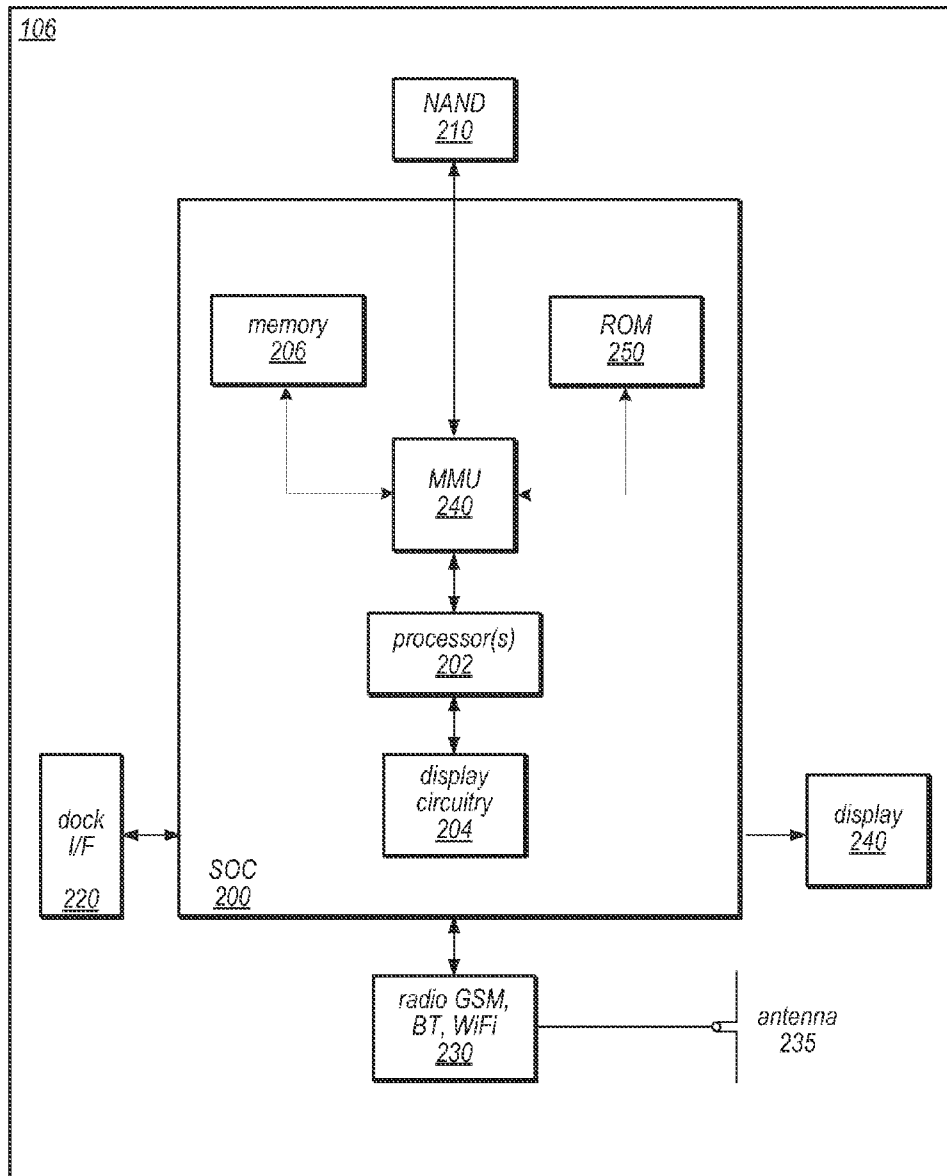 106
NAND
210
memory
206
ROM
250
MMU
240
processor(s)
202
display
circuitry
204
dock
I/F
220
SOC
200
display
240
radio GSM,
BT, WiFi
230
antenna
235